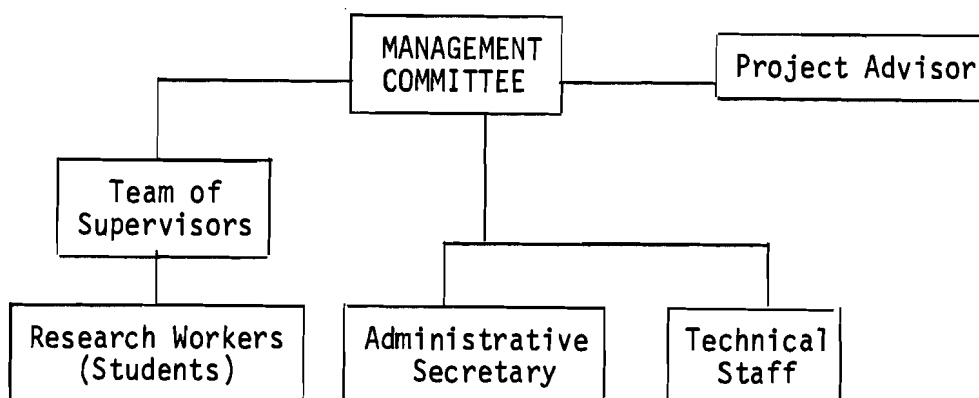 MANAGEMENT
COMMITTEE
Project Advisor
Team of
Supervisors
Research Workers
(Students)
Administrative
Secretary
Technical
Staff